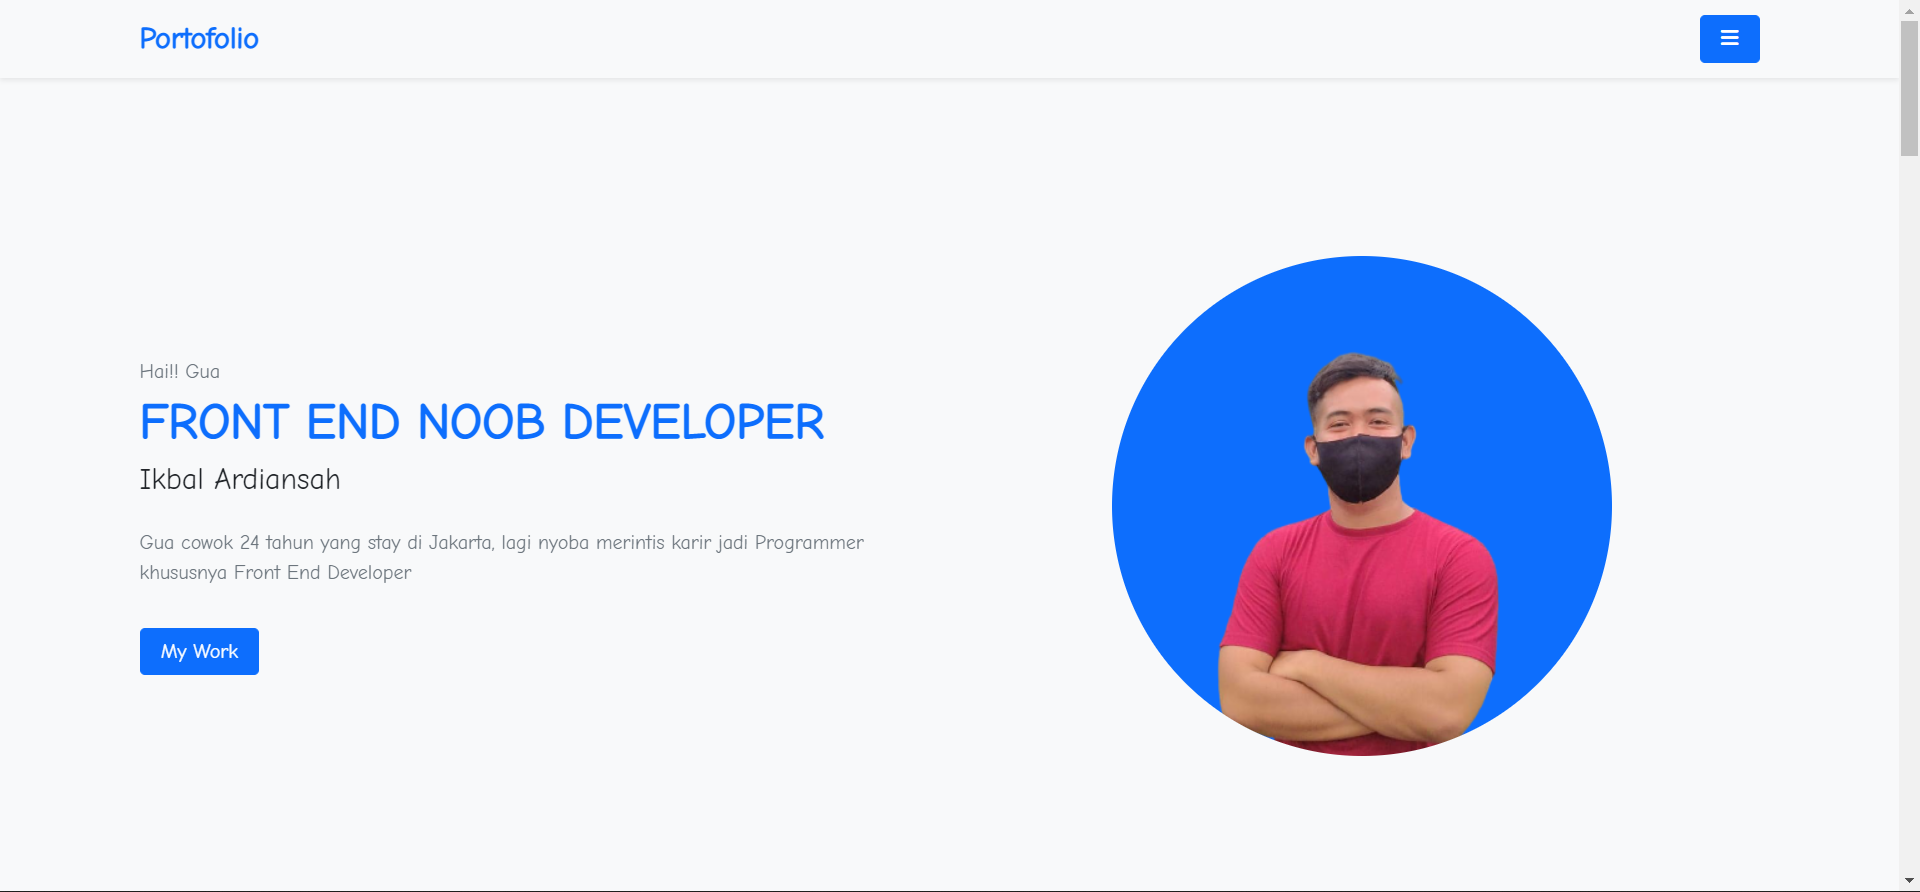 Portofolio
Hai!! Gua
FRONT END NOOB DEVELOPER
Ikbal Ardiansah
Gua cowok 24 tahun yang stay di Jakarta, lagi nyoba merintis karir jadi Programmer
khususnya Front End Developer
My Work